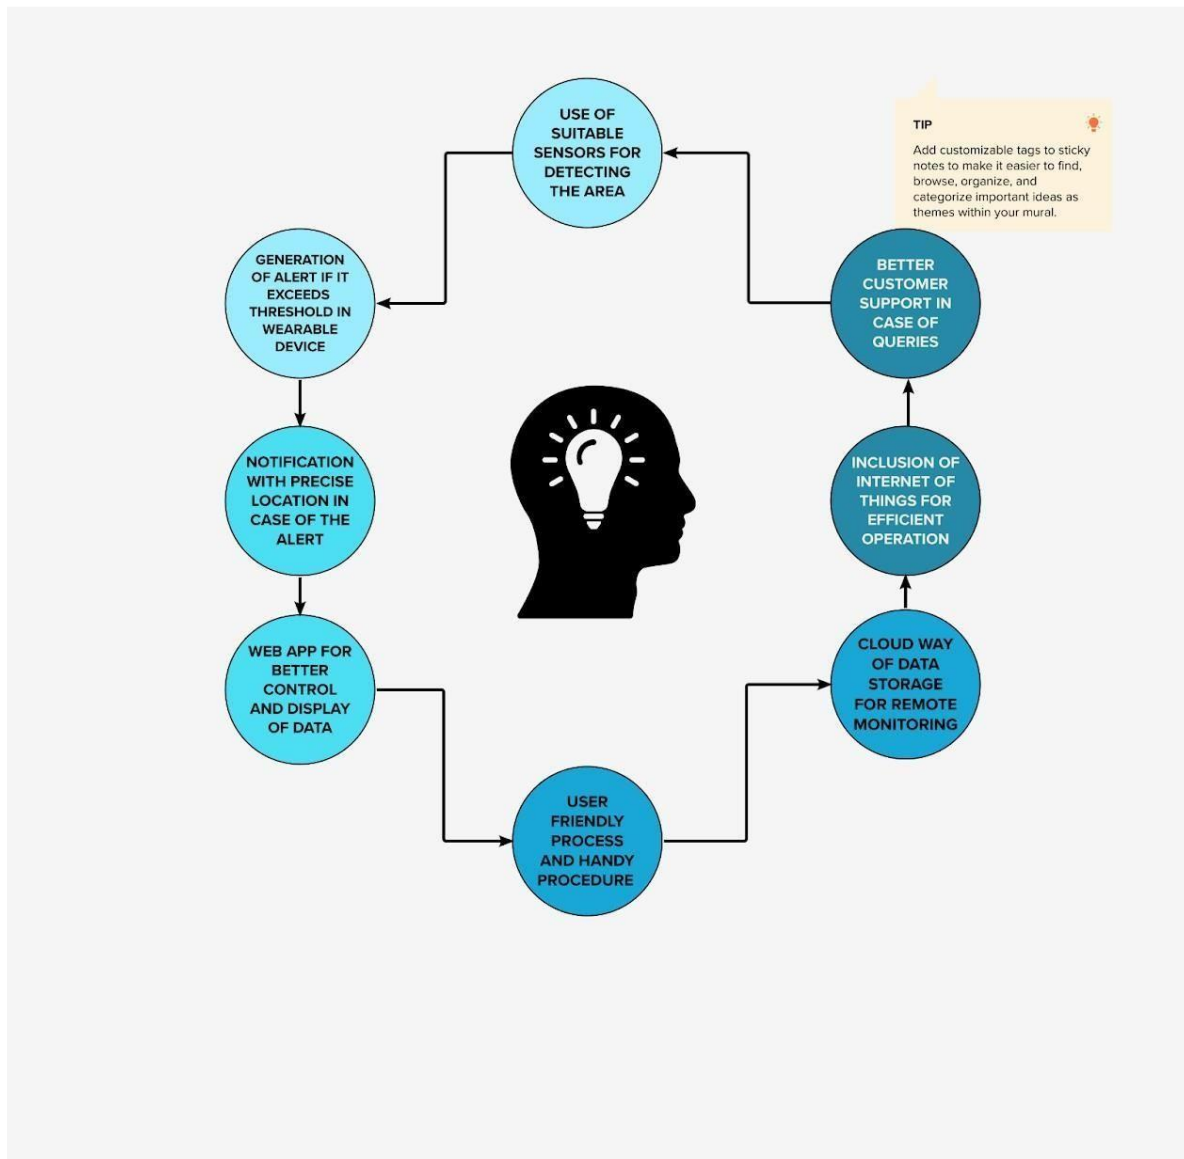 USE OF
SUITABLE
SENSORS FOR
DETECTING
THE AREA
TIP
Add customizable tags to sticky
notes to make it easier to find,
browse, organize, and
categorize important ideas as
themes within your mural.
GENERATION
OF ALERT IF IT
EXCEEDS
THRESHOLD IN
WEARABLE
DEVICE
BETTER
CUSTOMER
SUPPORT IN
CASE OF
QUERIES
NOTIFICATION
WITH PRECISE
LOCATION IN
CASE OF THE
ALERT
INCLUSION OF
INTERNET OF
THINGS FOR
EFFICIENT
OPERATION
WEB APP FOR
BETTER
CONTROL
AND DISPLAY
OF DATA
CLOUD WAY
OF DATA
STORAGE
FOR REMOTE
MONITORING
USER
FRIENDLY
PROCESS
AND HANDY
PROCEDURE